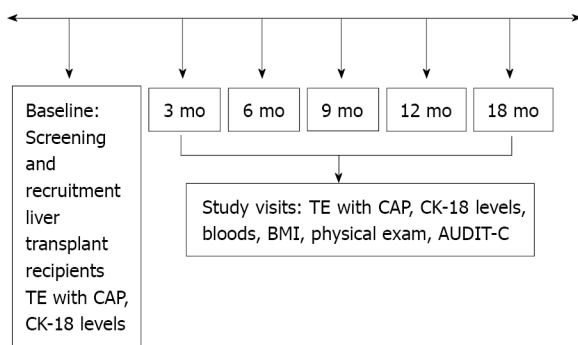 Baseline:
Screening
and
recruitment
liver
transplant
recipients
TE with CAP,
CK-18 levels
3 mo
6 mo
9 mo
12 mo
18 mo
Study visits: TE with CAP, CK-18 levels,
bloods, BMI, physical exam, AUDIT-C